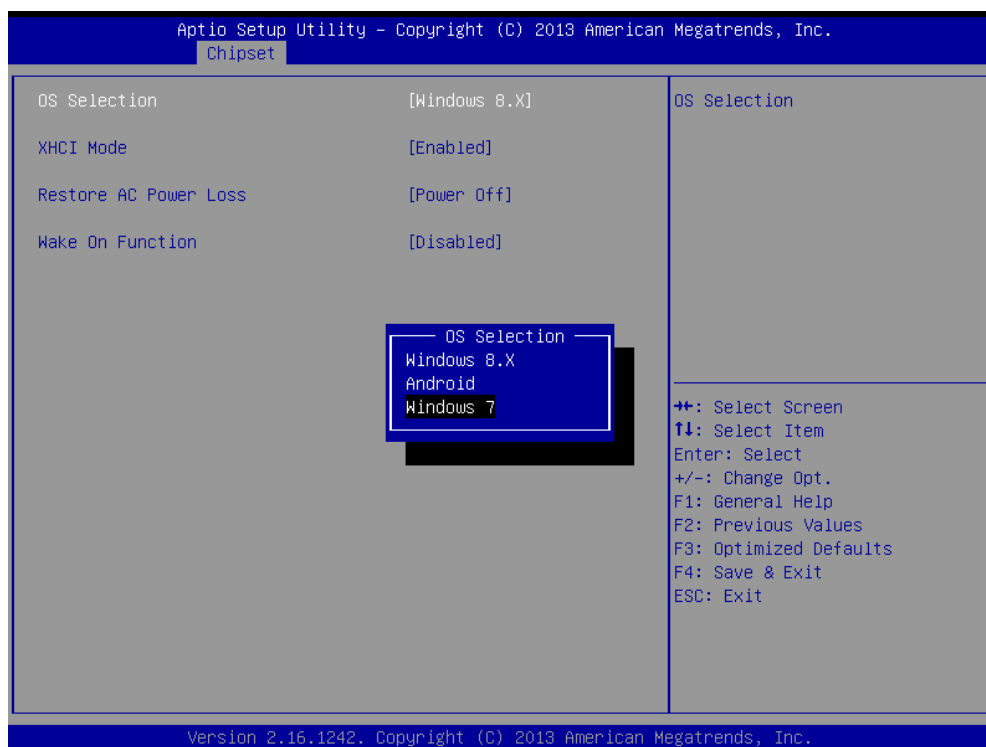 Aptio Setup Utility – Copyright (C) 2013 American Megatrends, Inc.
Chipset
OS Selection [Windows 8.X]
XHCI Mode [Enabled]
Restore AC Power Loss [Power Off]
Wake On Function [Disabled]
OS Selection
Windows 8.X
Android
Windows 7
OS Selection
→←: Select Screen
↑↓: Select Item
Enter: Select
+/-: Change Opt.
F1: General Help
F2: Previous Values
F3: Optimized Defaults
F4: Save & Exit
ESC: Exit
Version 2.16.1242. Copyright (C) 2013 American Megatrends, Inc.